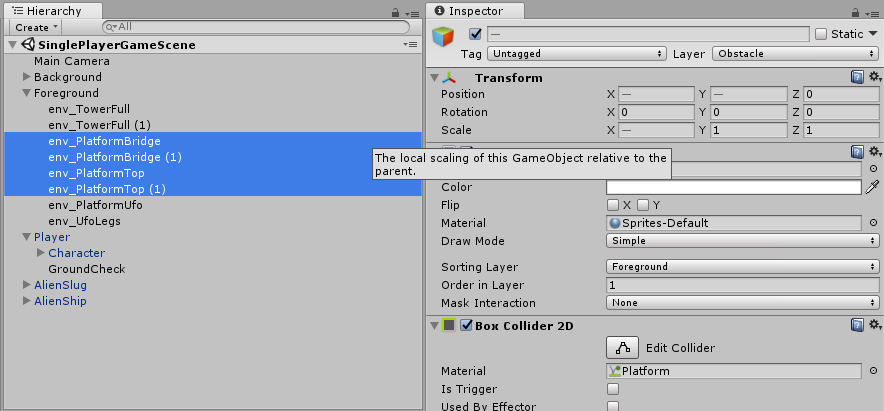 Hierarchy
Create
All
SinglePlayerGameScene
Main Camera
Background
Foreground
env_TowerFull
env_TowerFull (1)
env_PlatformBridge
env_PlatformBridge (1)
env_PlatformTop
env_PlatformTop (1)
env_PlatformUfo
env_UfoLegs
Player
Character
GroundCheck
AlienSlug
AlienShip
Inspector
— Static
Tag Untagged Layer Obstacle
Transform
Position X — Y — Z 0
Rotation X 0 Y 0 Z 0
Scale X — Y 1 Z 1
The local scaling of this GameObject relative to the
parent.
Color
Flip X Y
Material Sprites-Default
Draw Mode Simple
Sorting Layer Foreground
Order in Layer 1
Mask Interaction None
Box Collider 2D
Edit Collider
Material Platform
Is Trigger
Used By Effector